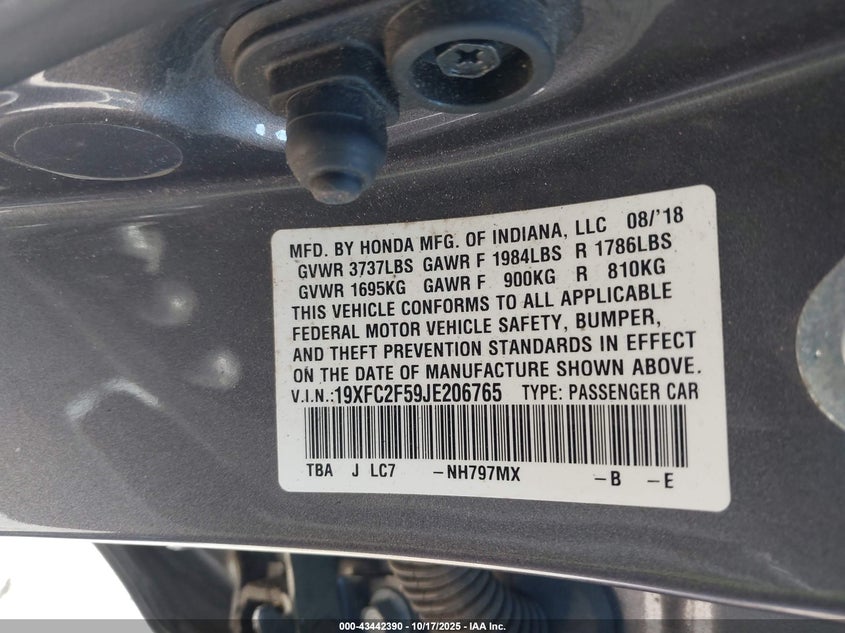 MFD. BY HONDA MFG. OF INDIANA, LLC 08/'18
GVWR 3737LBS GAWR F 1984LBS R 1786LBS
GVWR 1695KG GAWR F 900KG R 810KG
THIS VEHICLE CONFORMS TO ALL APPLICABLE
FEDERAL MOTOR VEHICLE SAFETY, BUMPER,
AND THEFT PREVENTION STANDARDS IN EFFECT
ON THE DATE OF MANUFACTURE SHOWN ABOVE.
V.I.N.:19XFC2F59JE206765 TYPE: PASSENGER CAR
TBA J LC7 -NH797MX -B -E
000-43442390 - 10/17/2025 - IAA Inc.